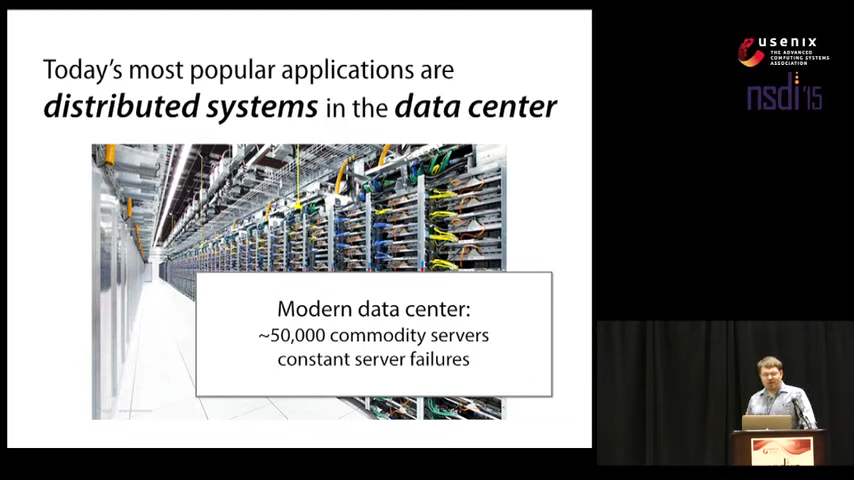 Today's most popular applications are
distributed systems in the data center
Modern data center:
~50,000 commodity servers
constant server failures
usenix
THE ADVANCED
COMPUTING SYSTEMS
ASSOCIATION
nsdi '15
usenix